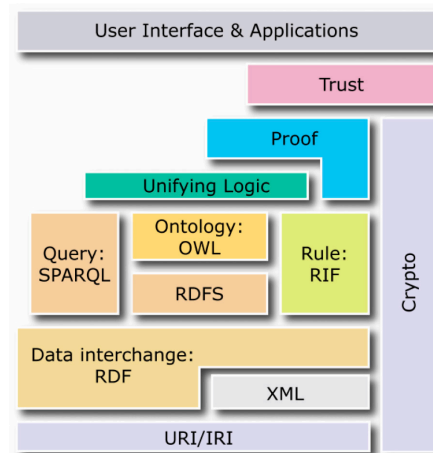 User Interface & Applications
Trust
Proof
Unifying Logic
Query:
SPARQL
Ontology:
OWL
RDFS
Rule:
RIF
Crypto
Data interchange:
RDF
XML
URI/IRI